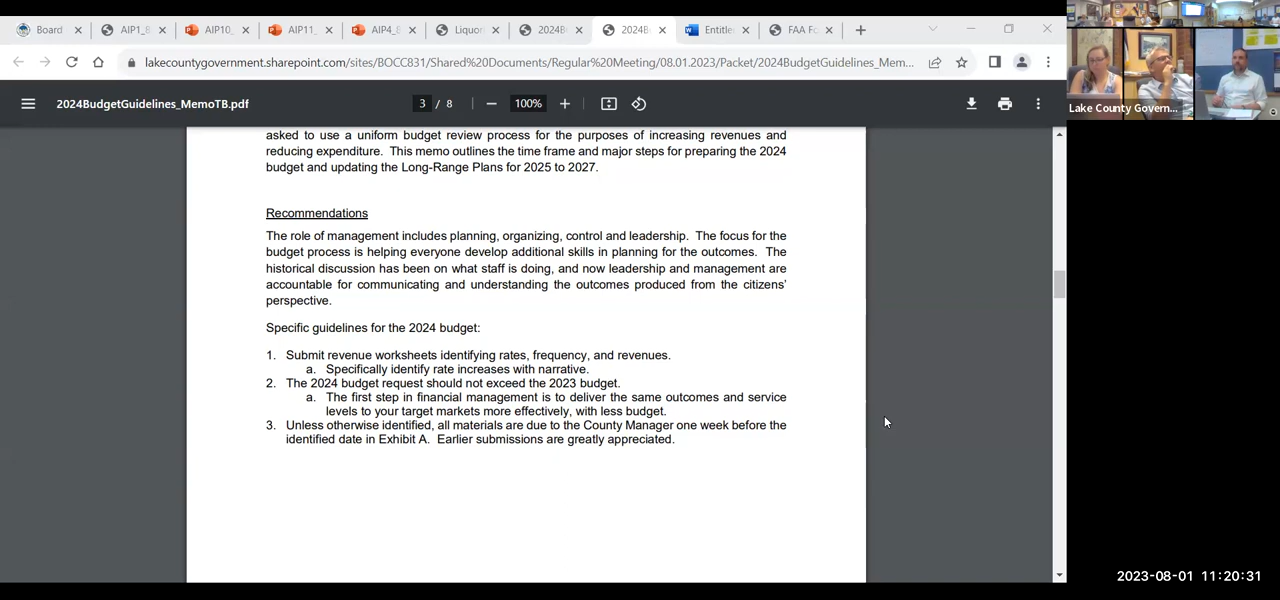 Board
AIP1_
AIP10_
AIP11_
AIP4_
Liquor
2024B
2024B
Entitle
FAA Fo
lakecountygovernment.sharepoint.com/sites/BOCC831/Shared%20Documents/Regular%20Meeting/08.01.2023/Packet/2024BudgetGuidelines_Mem...
Lake County Govern...
2024BudgetGuidelines_MemoTB.pdf
3 / 8
100%
asked to use a uniform budget review process for the purposes of increasing revenues and
reducing expenditure. This memo outlines the time frame and major steps for preparing the 2024
budget and updating the Long-Range Plans for 2025 to 2027.
Recommendations
The role of management includes planning, organizing, control and leadership. The focus for the
budget process is helping everyone develop additional skills in planning for the outcomes. The
historical discussion has been on what staff is doing, and now leadership and management are
accountable for communicating and understanding the outcomes produced from the citizens'
perspective.
Specific guidelines for the 2024 budget:
1. Submit revenue worksheets identifying rates, frequency, and revenues.
a. Specifically identify rate increases with narrative.
2. The 2024 budget request should not exceed the 2023 budget.
a. The first step in financial management is to deliver the same outcomes and service
levels to your target markets more effectively, with less budget.
3. Unless otherwise identified, all materials are due to the County Manager one week before the
identified date in Exhibit A. Earlier submissions are greatly appreciated.
2023-08-01 11:20:31